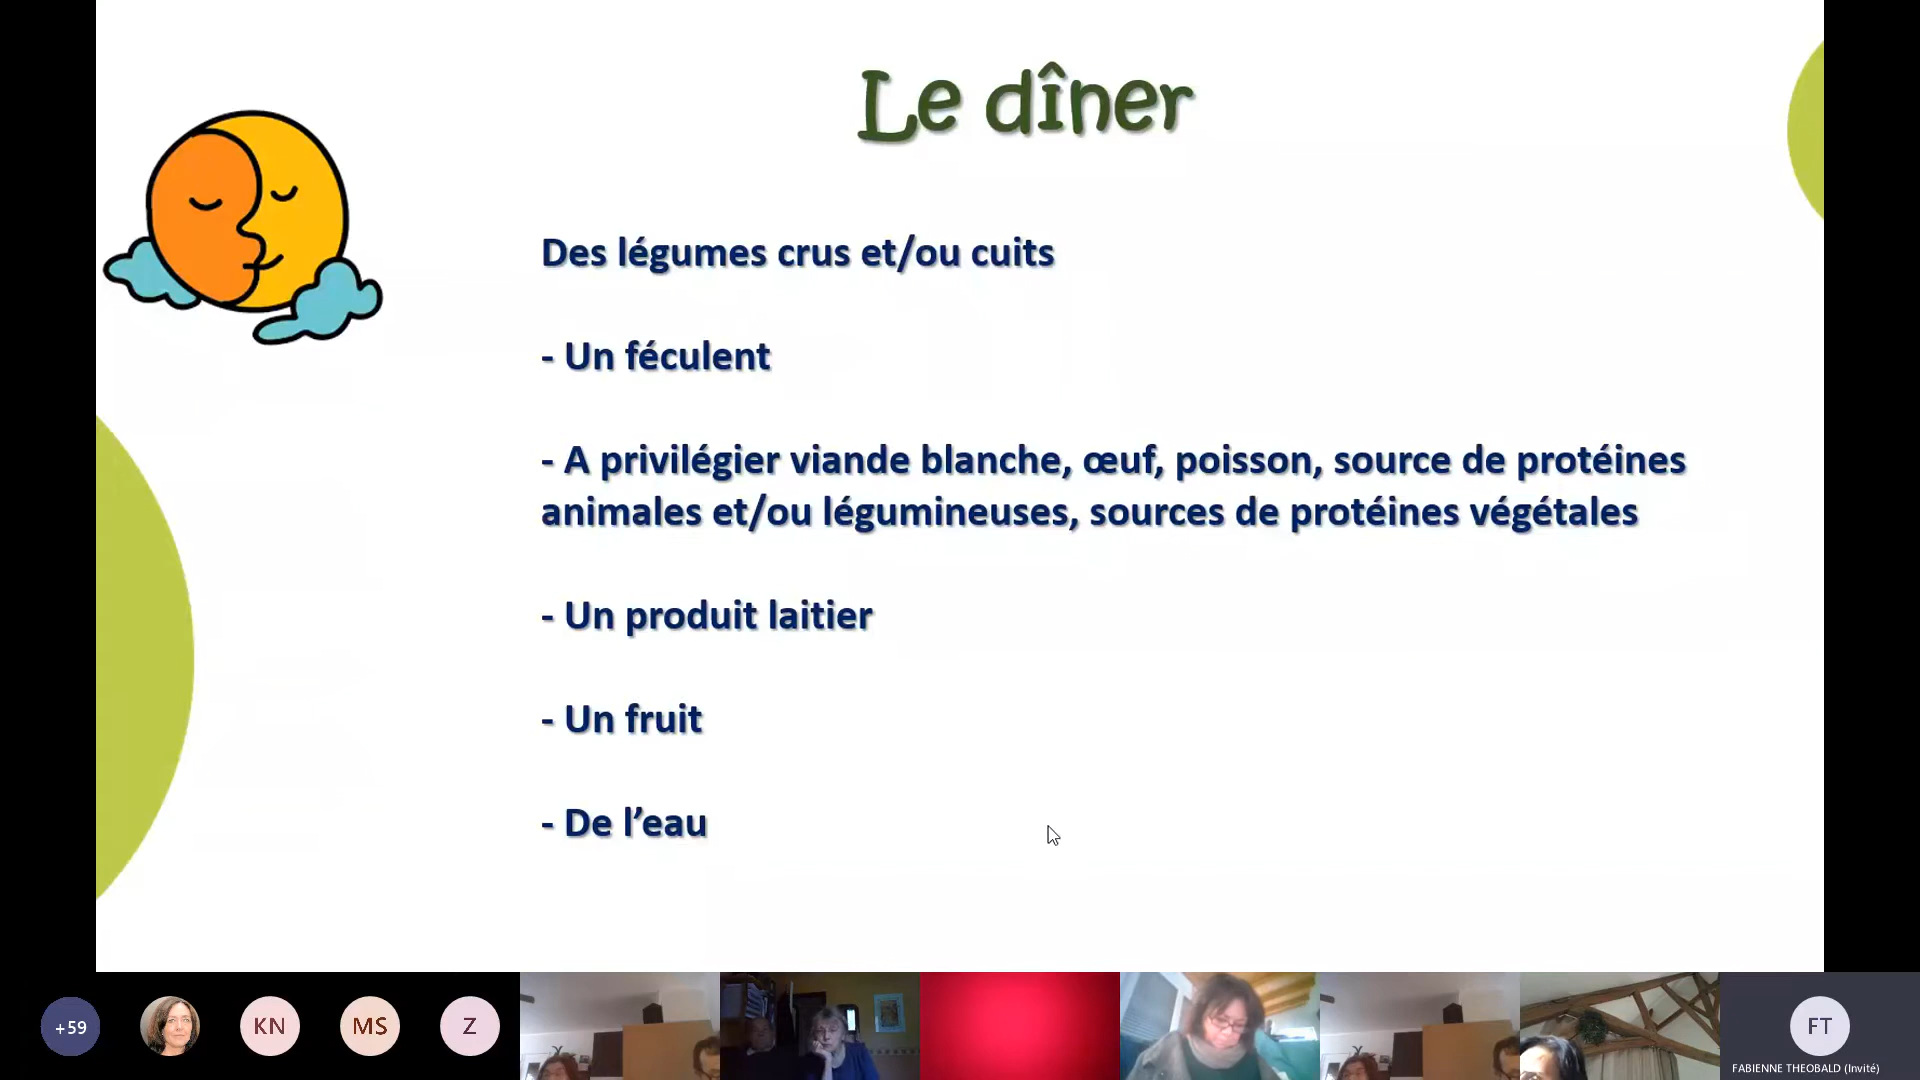 Le dîner
Des légumes crus et/ou cuits
- Un féculent
- A privilégier viande blanche, œuf, poisson, source de protéines
animales et/ou légumineuses, sources de protéines végétales
- Un produit laitier
- Un fruit
- De l’eau
+59
KN
MS
Z
FT
FABIENNE THEOBALD (Invité)